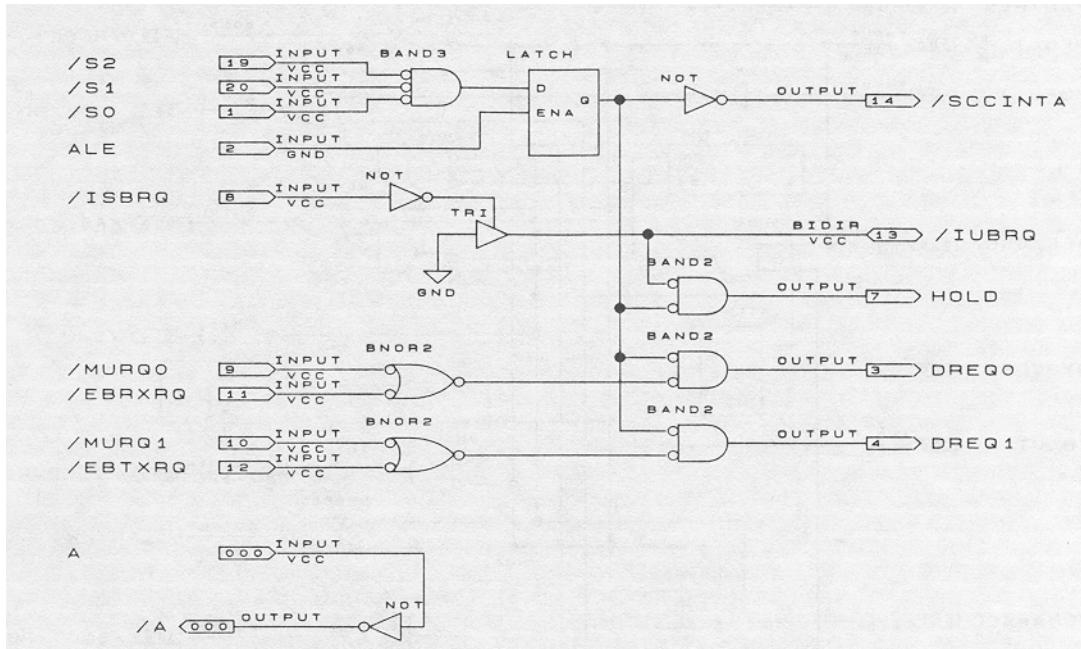 BAND3
LATCH
/S2 19 INPUT VCC
/S1 20 INPUT VCC
/S0 1 INPUT VCC
D
Q
ENA
NOT
OUTPUT 14 /SCCINTA
ALE 2 INPUT GND
/ISBRQ 8 INPUT VCC
NOT
TRI
GND
BIDIR VCC 13 /IUBRQ
BAND2
OUTPUT 7 HOLD
/MURQ0 9 INPUT VCC
/EBRXRQ 11 INPUT VCC
BNOR2
BAND2
OUTPUT 3 DREQ0
/MURQ1 10 INPUT VCC
/EBTXRQ 12 INPUT VCC
BNOR2
BAND2
OUTPUT 4 DREQ1
A 000 INPUT VCC
/A 000 OUTPUT
NOT